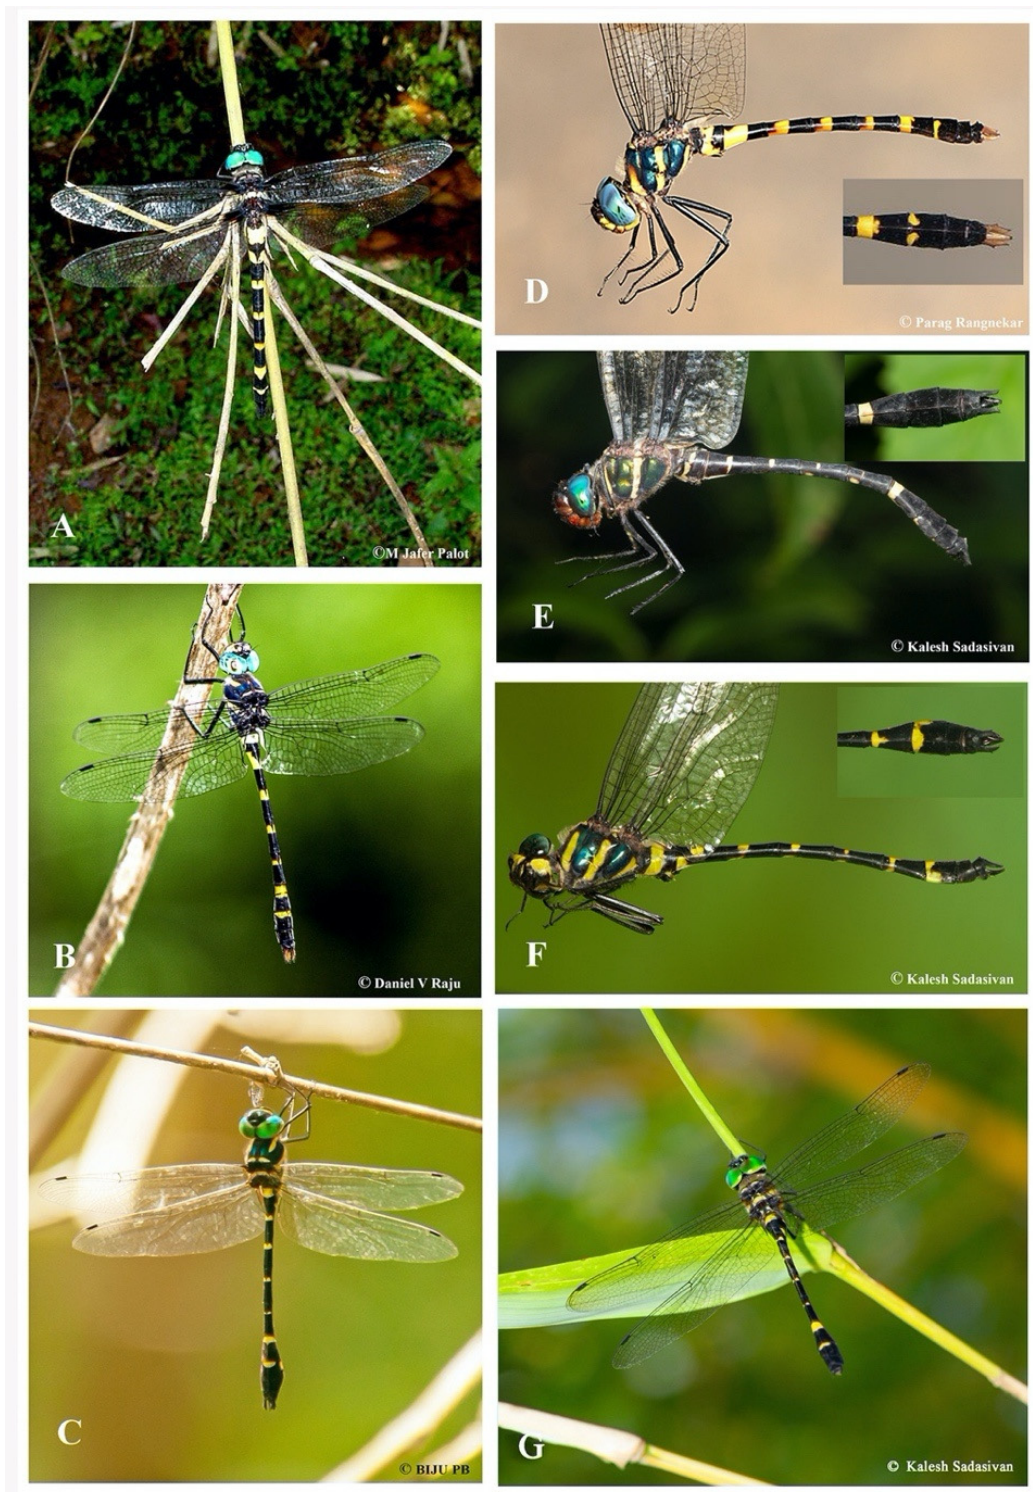 A
©M Jafer Palot
D
© Parag Rangnekar
E
© Kalesh Sadasivan
B
© Daniel V Raju
F
© Kalesh Sadasivan
C
© BIJU PB
G
© Kalesh Sadasivan